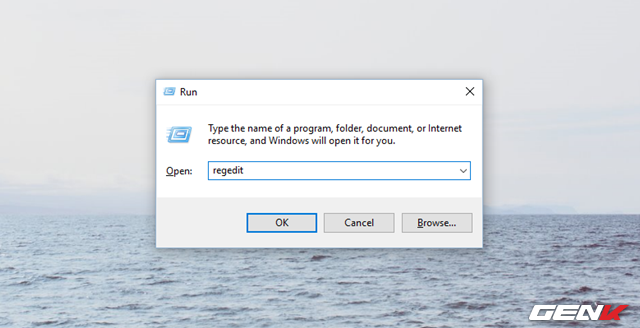 Run
Type the name of a program, folder, document, or Internet
resource, and Windows will open it for you.
Open:
regedit
OK
Cancel
Browse...
GENK